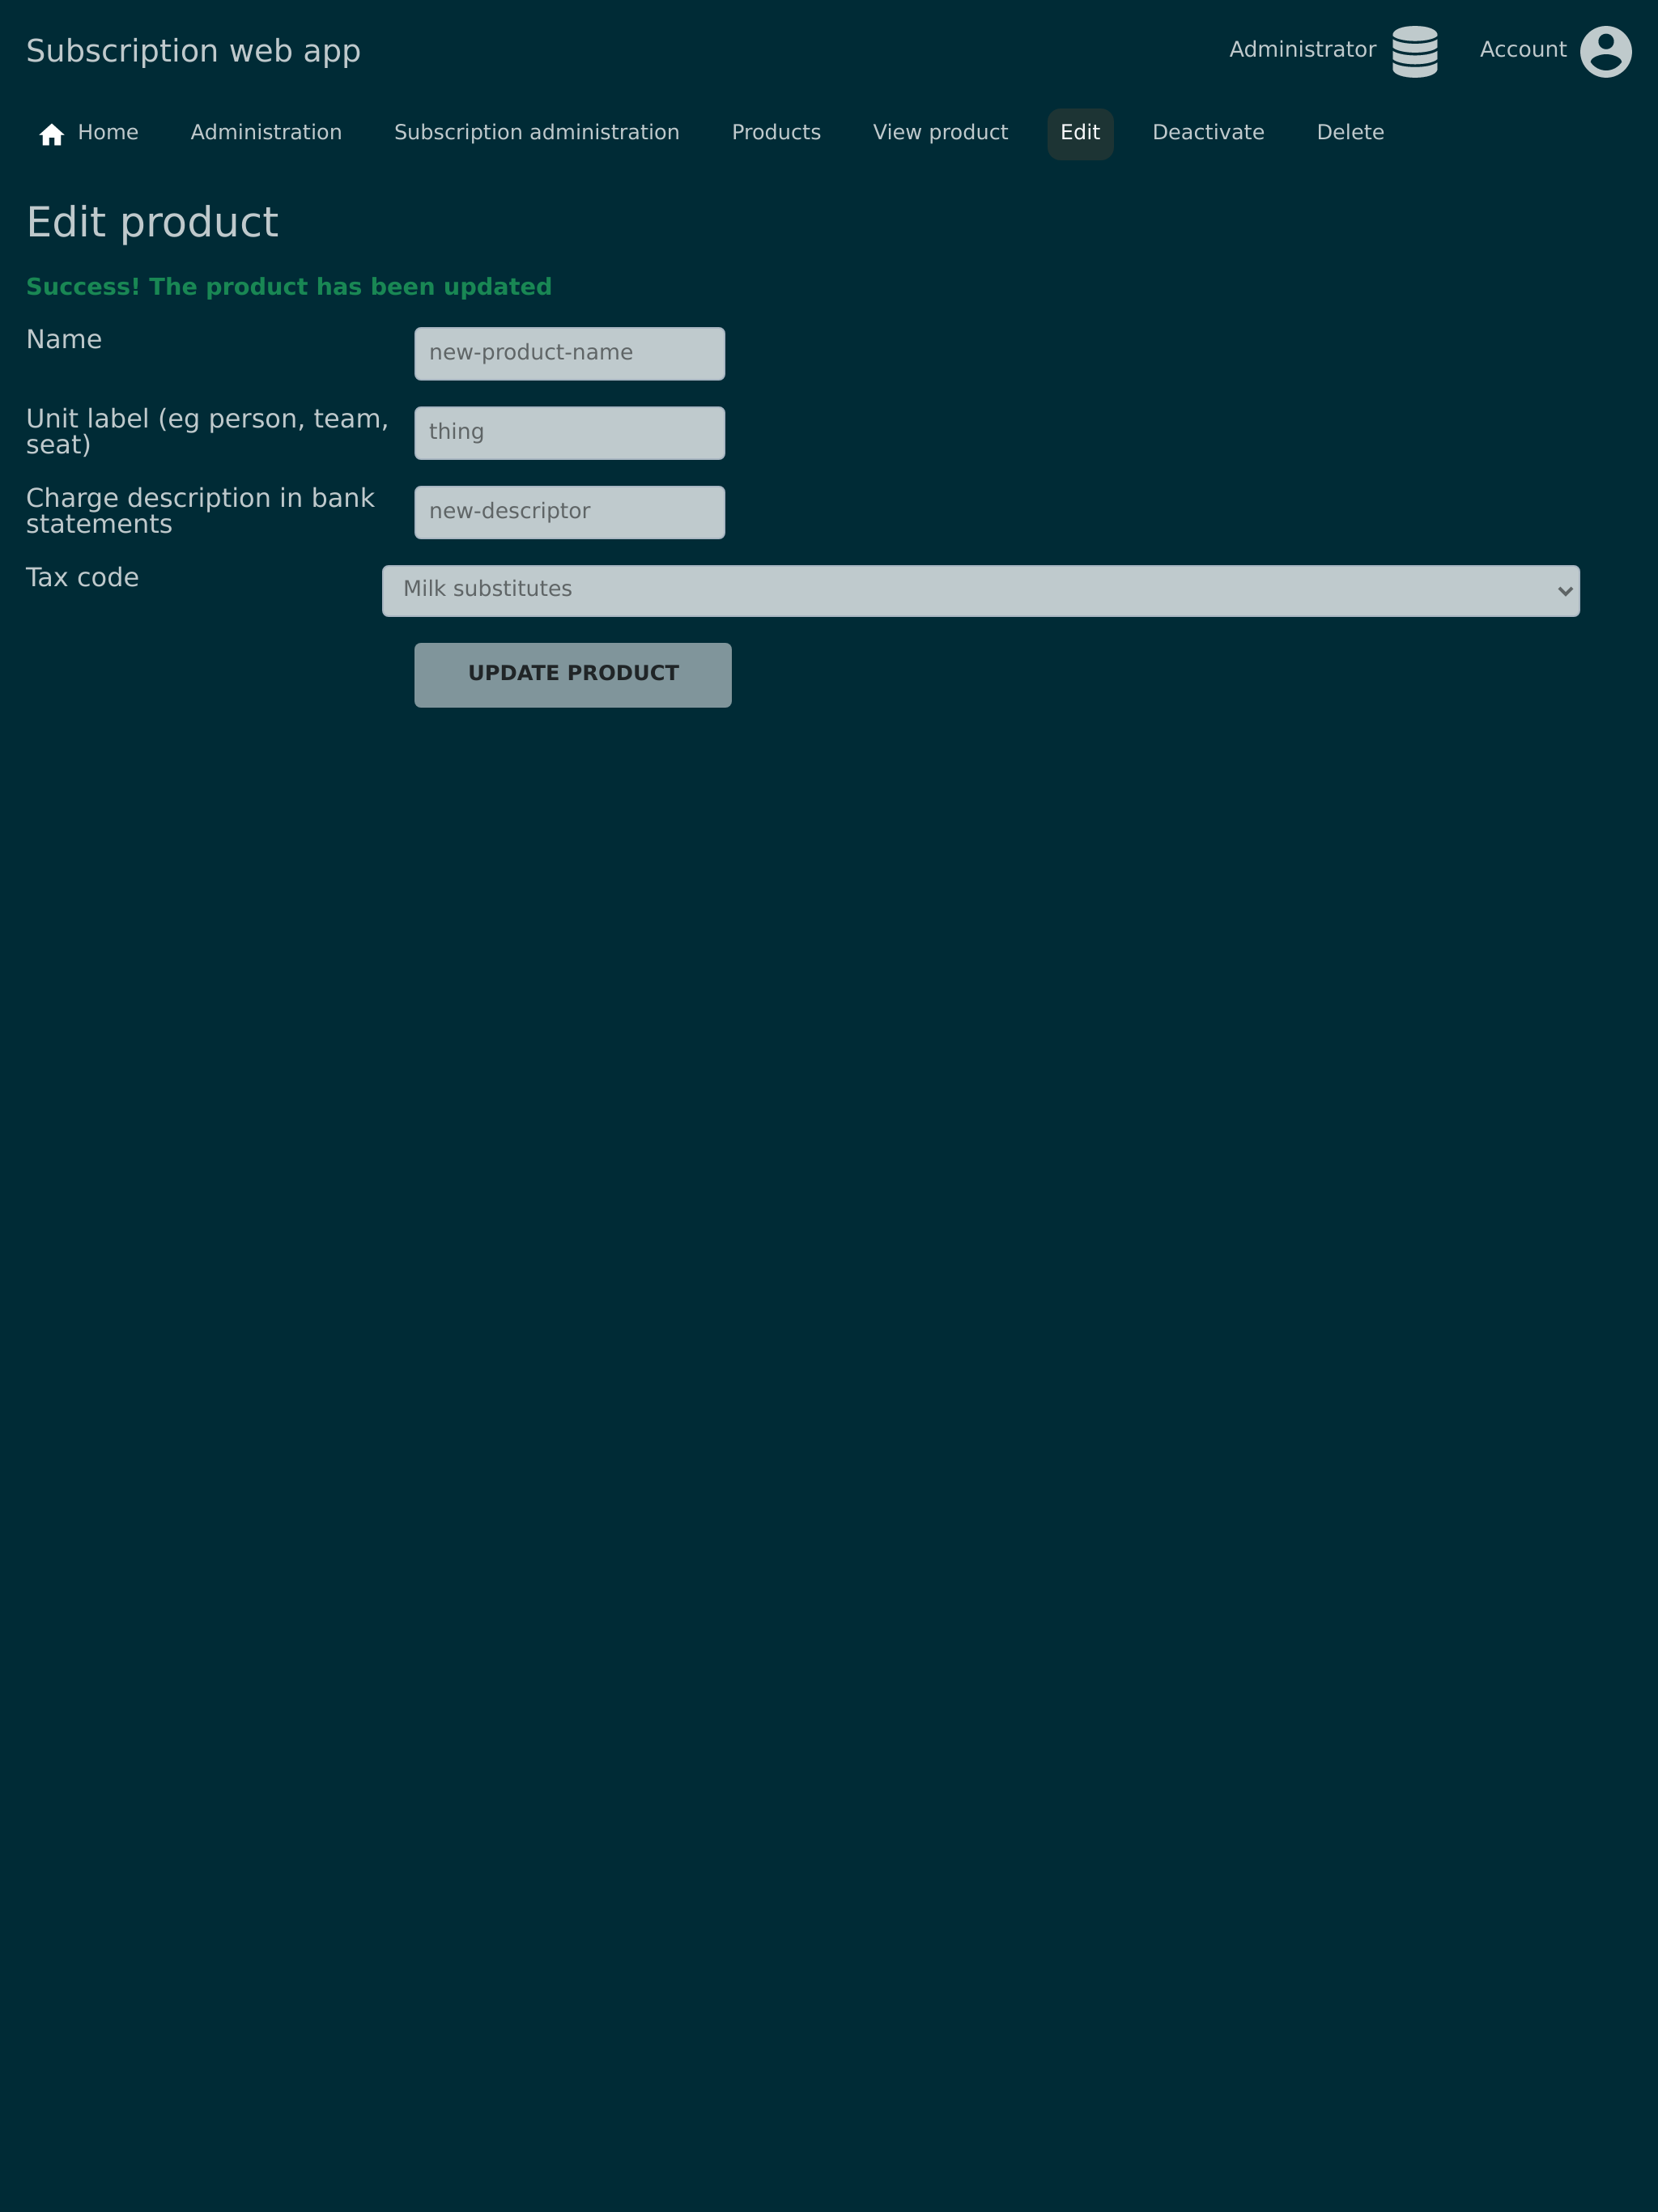 Subscription web app
Administrator
Account
Home
Administration
Subscription administration
Products
View product
Edit
Deactivate
Delete
Edit product
Success! The product has been updated
Name
new-product-name
Unit label (eg person, team,
seat)
thing
Charge description in bank
statements
new-descriptor
Tax code
Milk substitutes
UPDATE PRODUCT